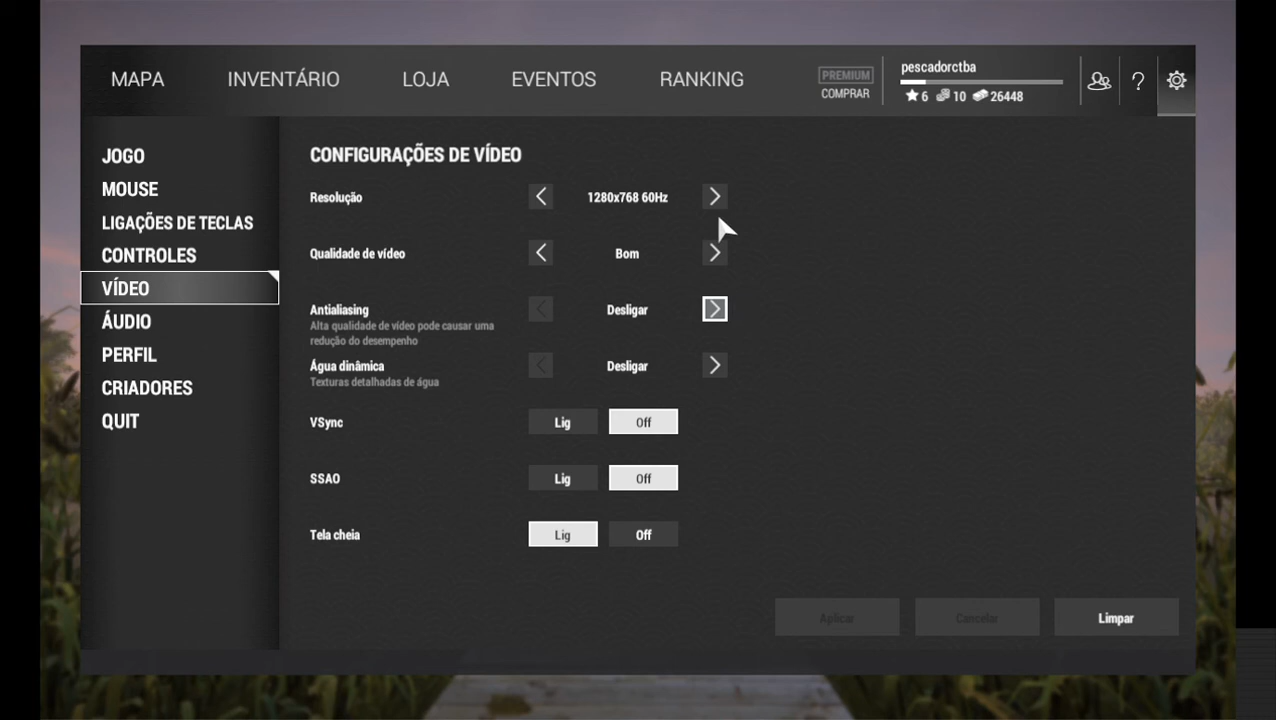 MAPA INVENTÁRIO LOJA EVENTOS RANKING PREMIUM COMPRAR pescadorctba
6 10 26448 ?
JOGO
MOUSE
LIGAÇÕES DE TECLAS
CONTROLES
VÍDEO
ÁUDIO
PERFIL
CRIADORES
QUIT
CONFIGURAÇÕES DE VÍDEO
Resolução 1280x768 60Hz
Qualidade de vídeo Bom
Antialiasing Desligar
Alta qualidade de vídeo pode causar uma
redução do desempenho
Água dinâmica Desligar
Texturas detalhadas de água
VSync Lig Off
SSAO Lig Off
Tela cheia Lig Off
Aplicar Cancelar Limpar